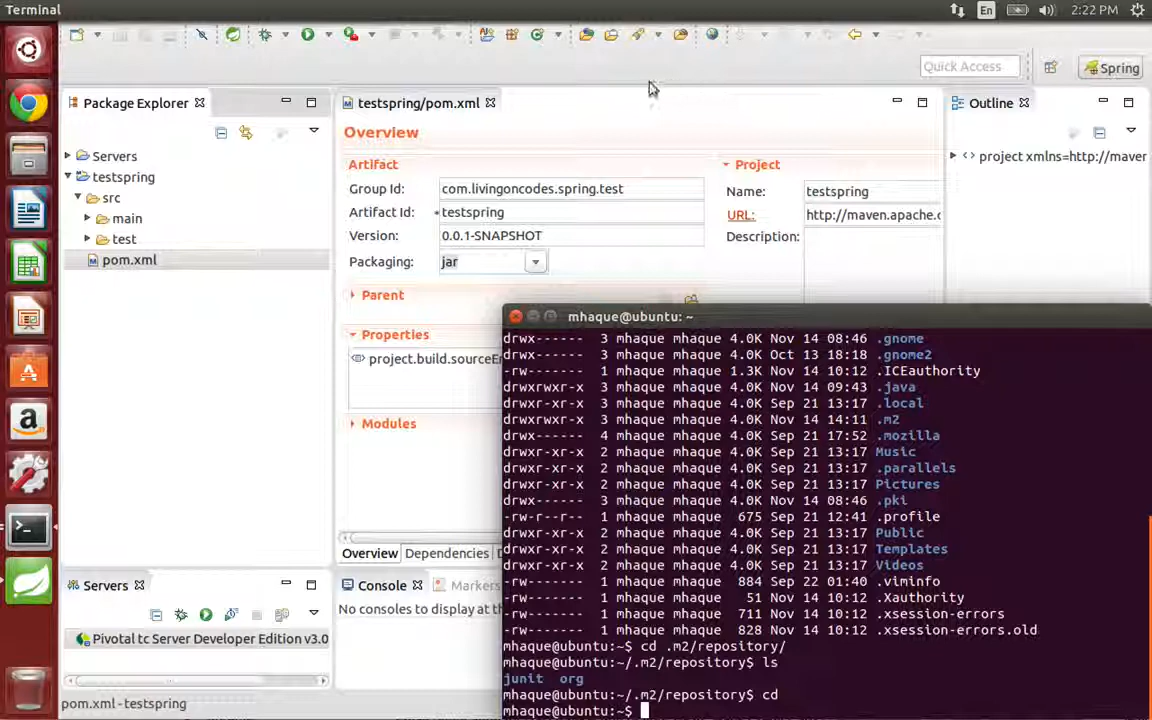 Terminal
En
2:22 PM
Quick Access
Spring
Package Explorer
Servers
testspring
src
main
test
pom.xml
testspring/pom.xml
Overview
Artifact
Group Id: com.livingoncodes.spring.test
Artifact Id: testspring
Version: 0.0.1-SNAPSHOT
Packaging: jar
Parent
Properties
project.build.sourceEn
Modules
Project
Name: testspring
URL: http://maven.apache.o
Description:
Overview Dependencies
Outline
project xmlns=http://maven
Servers
Pivotal tc Server Developer Edition v3.0
Console Markers
No consoles to display at th
pom.xml - testspring
mhaque@ubuntu: ~
drwx------ 3 mhaque mhaque 4.0K Nov 14 08:46 .gnome
drwx------ 3 mhaque mhaque 4.0K Oct 13 18:18 .gnome2
-rw------- 1 mhaque mhaque 1.3K Nov 14 10:12 .ICEauthority
drwxrwxr-x 3 mhaque mhaque 4.0K Nov 14 09:43 .java
drwxr-xr-x 3 mhaque mhaque 4.0K Sep 21 13:17 .local
drwxrwxr-x 3 mhaque mhaque 4.0K Nov 14 14:11 .m2
drwx------ 4 mhaque mhaque 4.0K Sep 21 17:52 .mozilla
drwxr-xr-x 2 mhaque mhaque 4.0K Sep 21 13:17 Music
drwxr-xr-x 2 mhaque mhaque 4.0K Sep 21 13:17 .parallels
drwxr-xr-x 2 mhaque mhaque 4.0K Sep 21 13:17 Pictures
drwx------ 3 mhaque mhaque 4.0K Nov 14 08:46 .pki
-rw-r--r-- 1 mhaque mhaque 675 Sep 21 12:41 .profile
drwxr-xr-x 2 mhaque mhaque 4.0K Sep 21 13:17 Public
drwxr-xr-x 2 mhaque mhaque 4.0K Sep 21 13:17 Templates
drwxr-xr-x 2 mhaque mhaque 4.0K Sep 21 13:17 Videos
-rw------- 1 mhaque mhaque 884 Sep 22 01:40 .viminfo
-rw------- 1 mhaque mhaque 51 Nov 14 10:12 .Xauthority
-rw------- 1 mhaque mhaque 711 Nov 14 10:12 .xsession-errors
-rw------- 1 mhaque mhaque 828 Nov 14 10:12 .xsession-errors.old
mhaque@ubuntu:~$ cd .m2/repository/
mhaque@ubuntu:~/.m2/repository$ ls
junit org
mhaque@ubuntu:~/.m2/repository$ cd
mhaque@ubuntu:~$